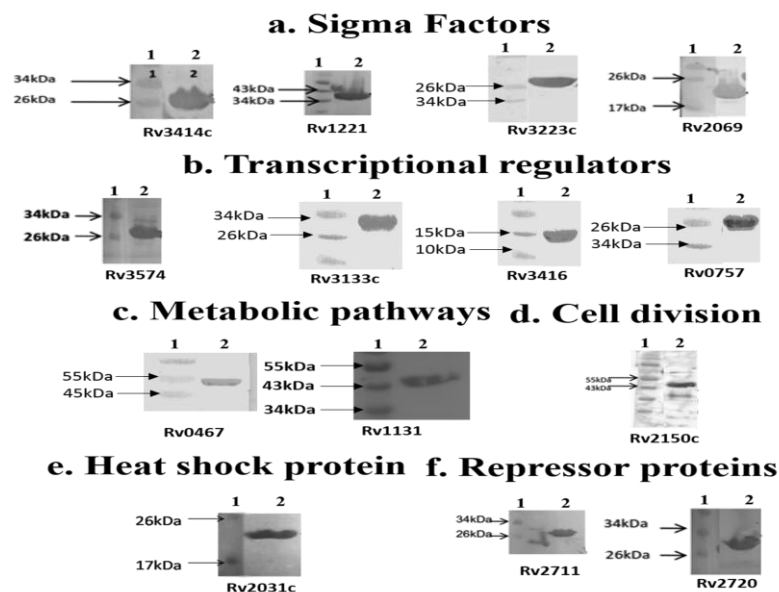 a. Sigma Factors
1 2
34kDa
1 2
26kDa
Rv3414c
1 2
43kDa
34kDa
Rv1221
1 2
26kDa
34kDa
Rv3223c
1 2
26kDa
17kDa
Rv2069
b. Transcriptional regulators
1 2
34kDa
26kDa
Rv3574
1 2
34kDa
26kDa
Rv3133c
1 2
15kDa
10kDa
Rv3416
1 2
26kDa
34kDa
Rv0757
c. Metabolic pathways
1 2
55kDa
45kDa
Rv0467
1 2
55kDa
43kDa
34kDa
Rv1131
d. Cell division
1 2
55kDa
43kDa
Rv2150c
e. Heat shock protein
1 2
26kDa
17kDa
Rv2031c
f. Repressor proteins
1 2
34kDa
26kDa
Rv2711
1 2
34kDa
26kDa
Rv2720